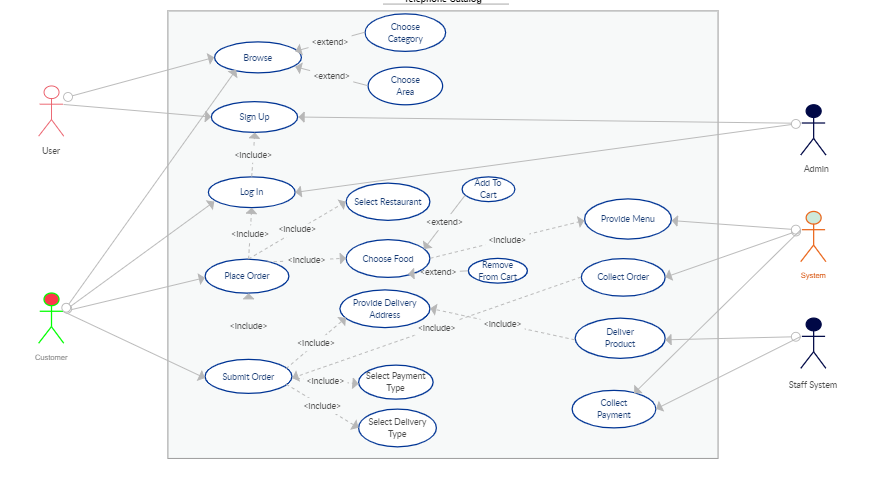 Telephone Catalog
Choose
Category
<extend>
Browse
<extend>
Choose
Area
Sign Up
User
Admin
<include>
Log In
Select Restaurant
Add To
Cart
<extend>
Provide Menu
<include>
<include>
<include>
Choose Food
<include>
Place Order
<extend>
Remove
From Cart
Collect Order
System
Provide Delivery
Address
<include>
<include>
<include>
Deliver
Product
Customer
<include>
Submit Order
<include>
Select Payment
Type
Staff System
<include>
Collect
Payment
Select Delivery
Type